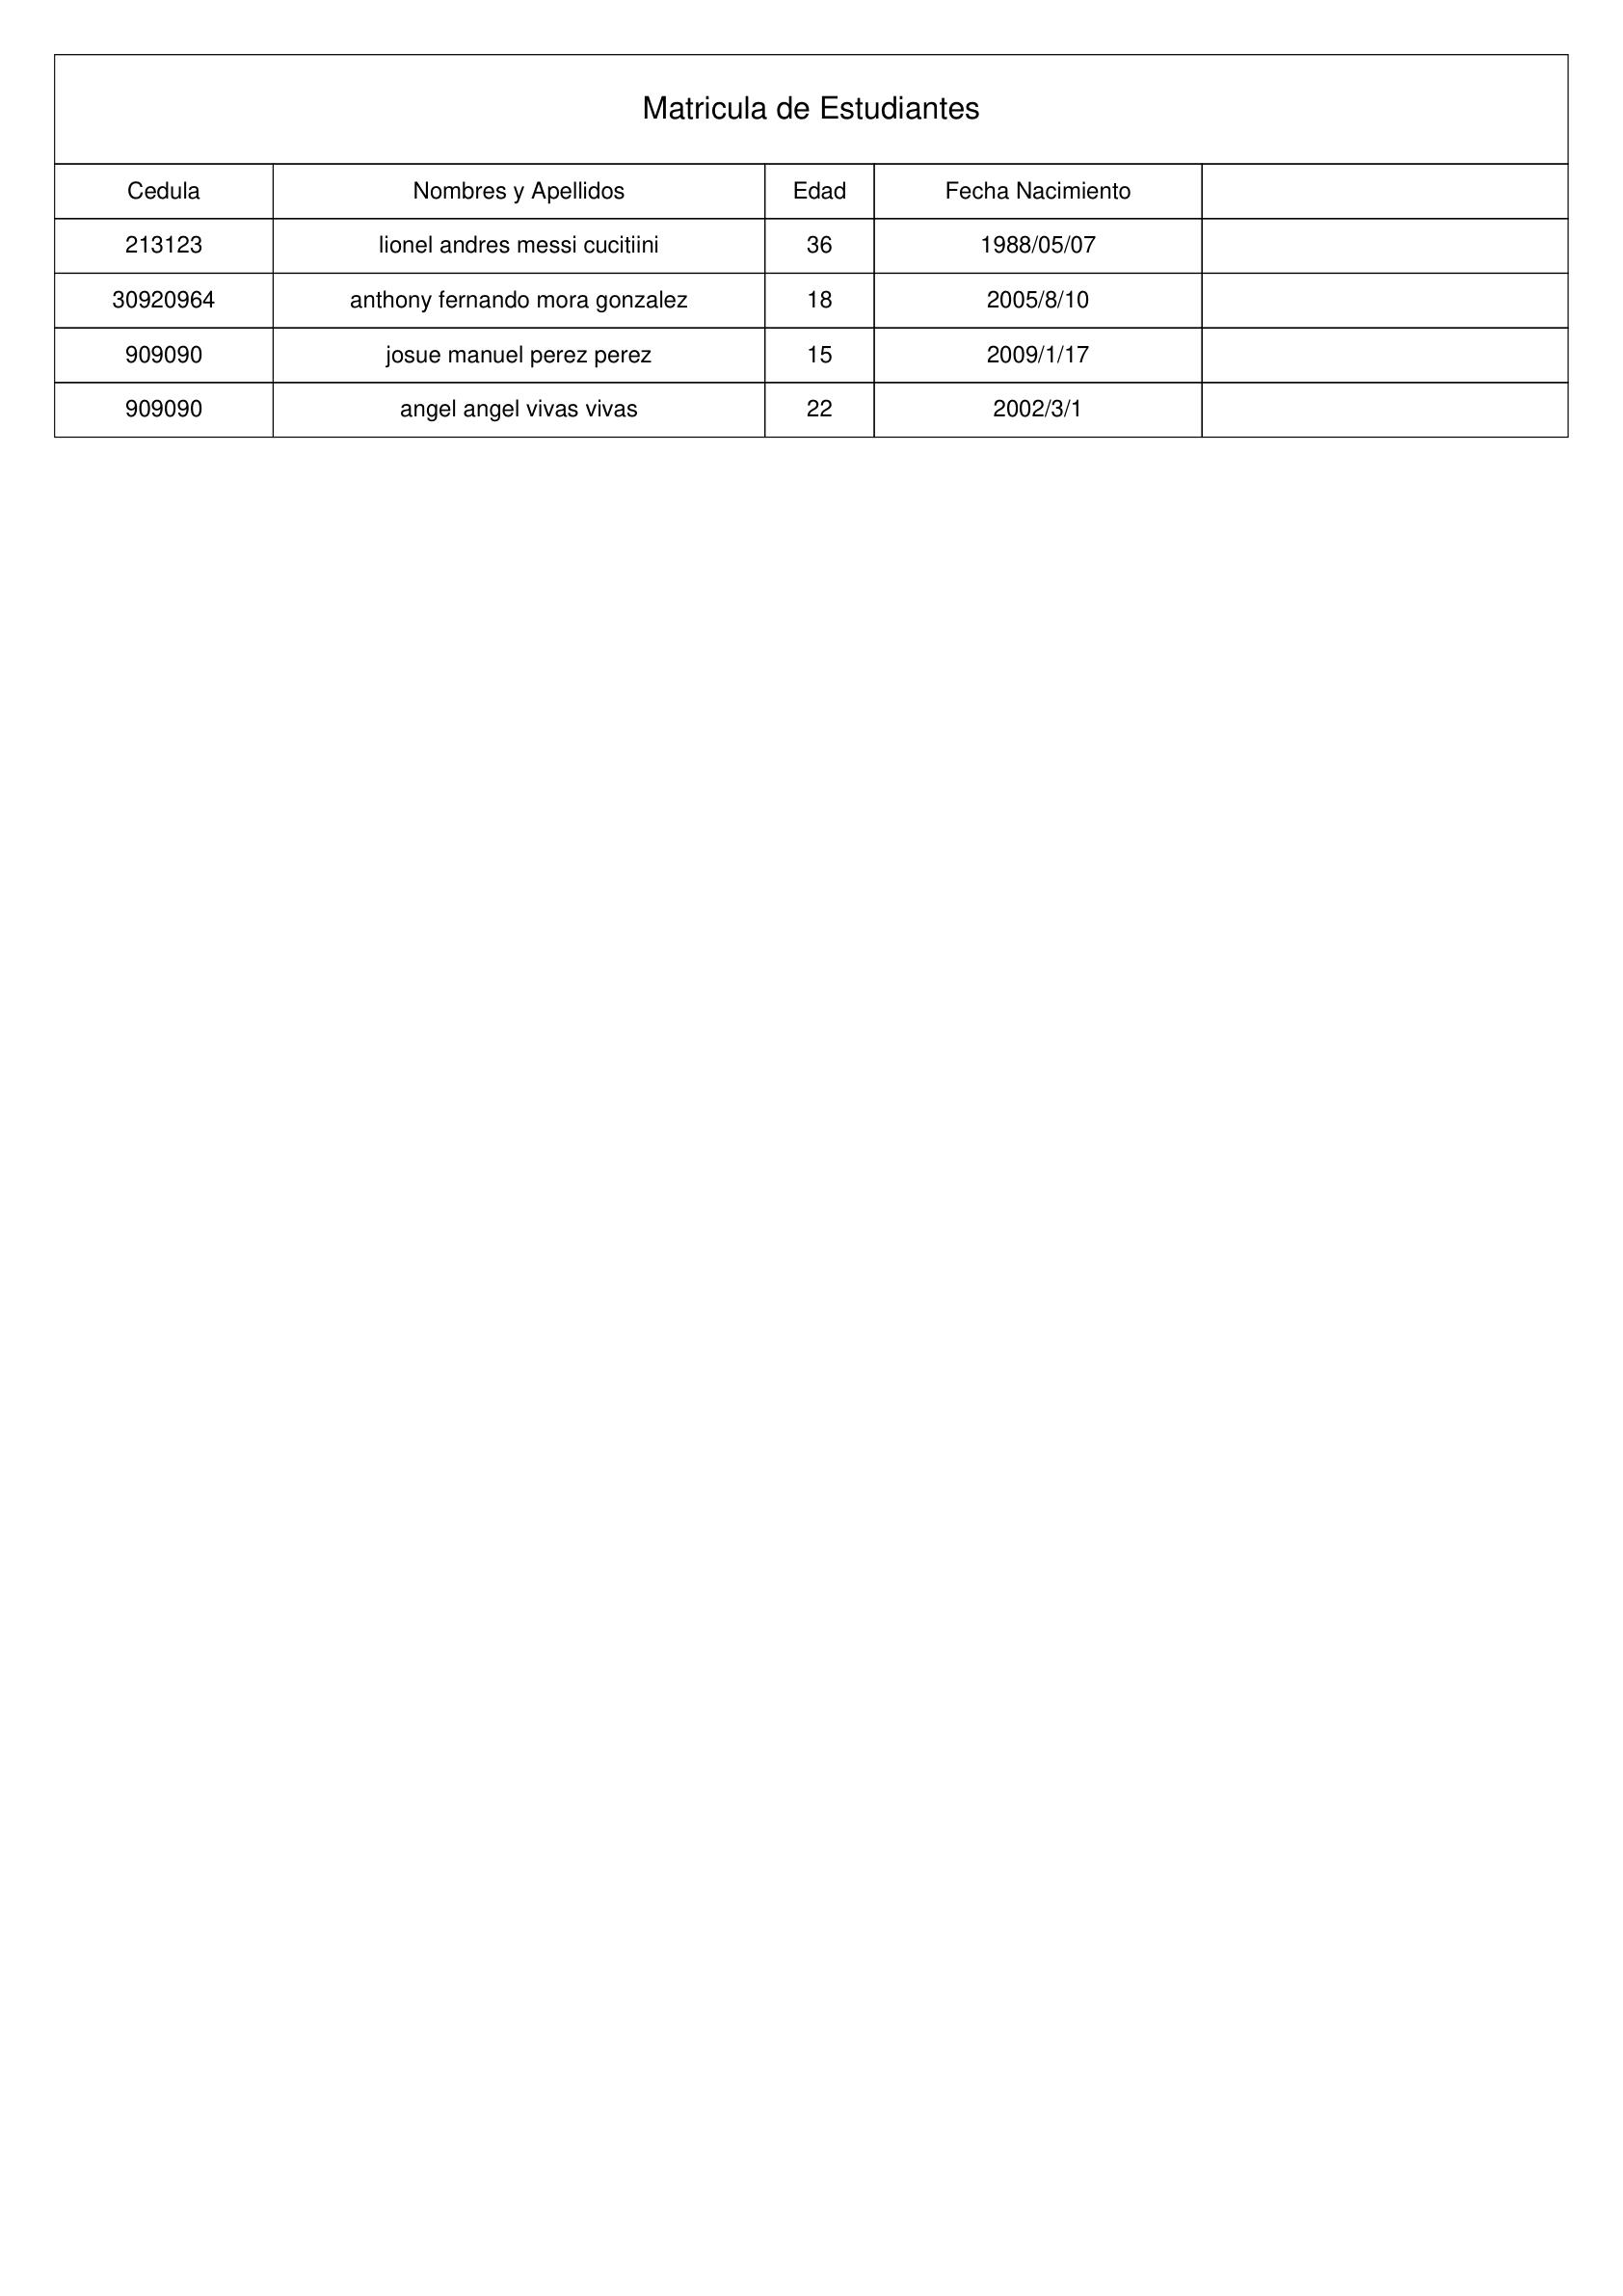 Matricula de Estudiantes
Cedula Nombres y Apellidos Edad Fecha Nacimiento
213123 lionel andres messi cucitiini 36 1988/05/07
30920964 anthony fernando mora gonzalez 18 2005/8/10
909090 josue manuel perez perez 15 2009/1/17
909090 angel angel vivas vivas 22 2002/3/1